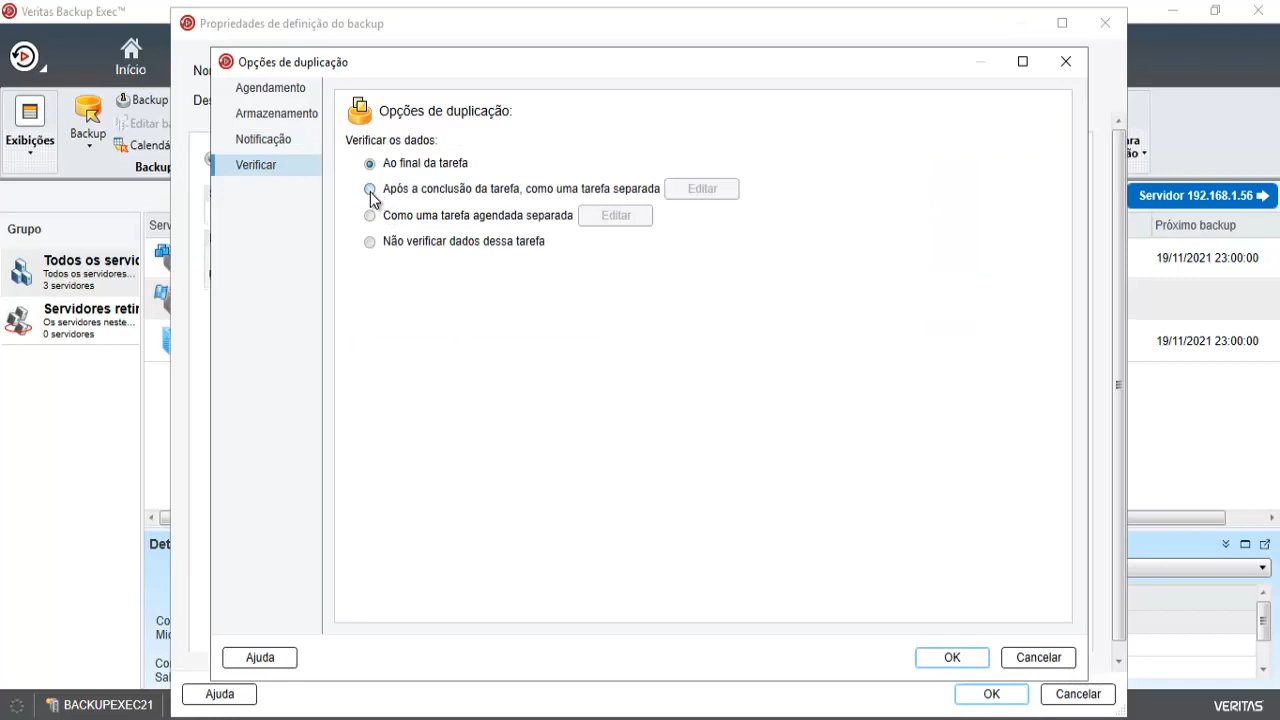 Veritas Backup Exec™
Propriedades de definição do backup
Opções de duplicação
Início
Exibições
Backup
Backup
Editar b
Calendá
Backup
Agendamento
Armazenamento
Notificação
Verificar
Opções de duplicação:
Verificar os dados:
Ao final da tarefa
Após a conclusão da tarefa, como uma tarefa separada
Editar
Como uma tarefa agendada separada
Editar
Não verificar dados dessa tarefa
Servidor 192.168.1.56
Grupo
Próximo backup
Todos os servic
Todos os servidores...
3 servidores
19/11/2021 23:00:00
Servidores retir
Os servidores neste...
0 servidores
19/11/2021 23:00:00
Det
Ajuda
OK
Cancelar
Ajuda
OK
Cancelar
BACKUPEXEC21
VERITAS